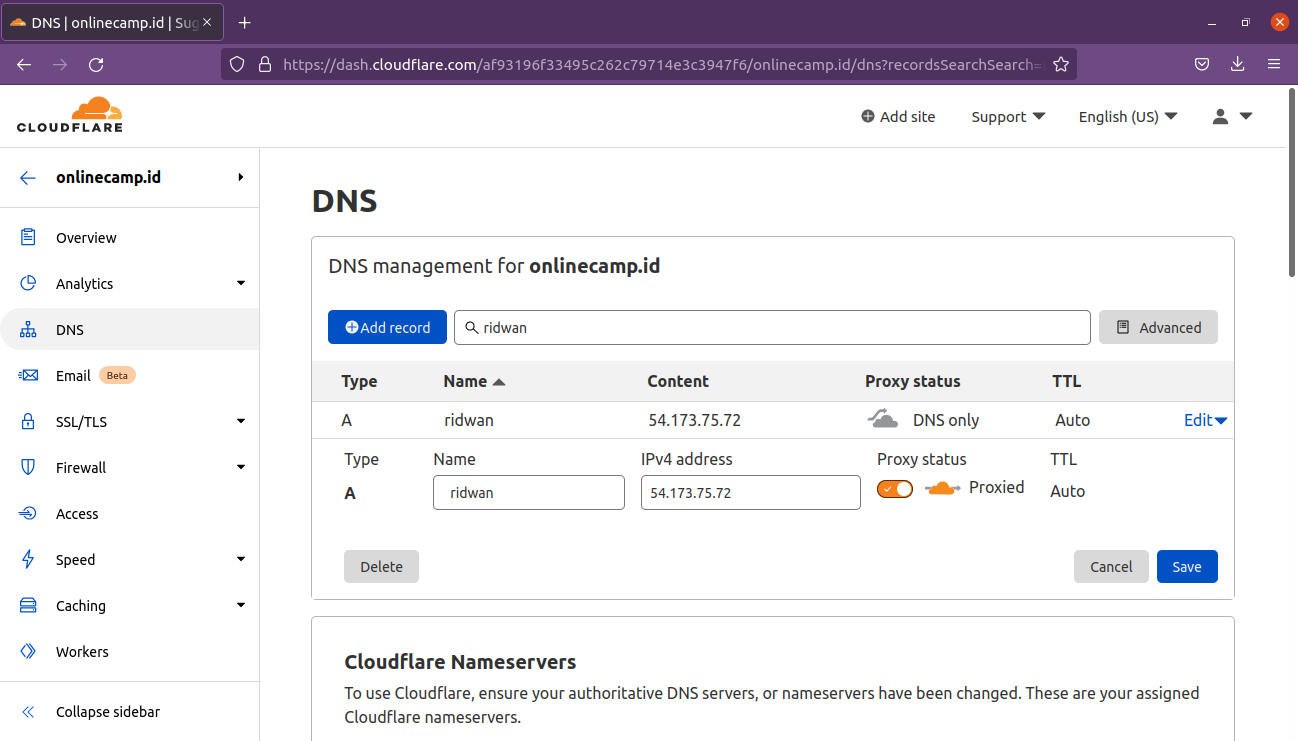 DNS | onlinecamp.id | Sug
https://dash.cloudflare.com/af93196f33495c262c79714e3c3947f6/onlinecamp.id/dns?recordsSearchSearch=
CLOUDFLARE
Add site Support English (US)
onlinecamp.id
Overview
Analytics
DNS
Email Beta
SSL/TLS
Firewall
Access
Speed
Caching
Workers
Collapse sidebar
DNS
DNS management for onlinecamp.id
Add record ridwan Advanced
Type Name Content Proxy status TTL
A ridwan 54.173.75.72 DNS only Auto Edit
Type Name IPv4 address Proxy status TTL
A ridwan 54.173.75.72 Proxied Auto
Delete Cancel Save
Cloudflare Nameservers
To use Cloudflare, ensure your authoritative DNS servers, or nameservers have been changed. These are your assigned
Cloudflare nameservers.